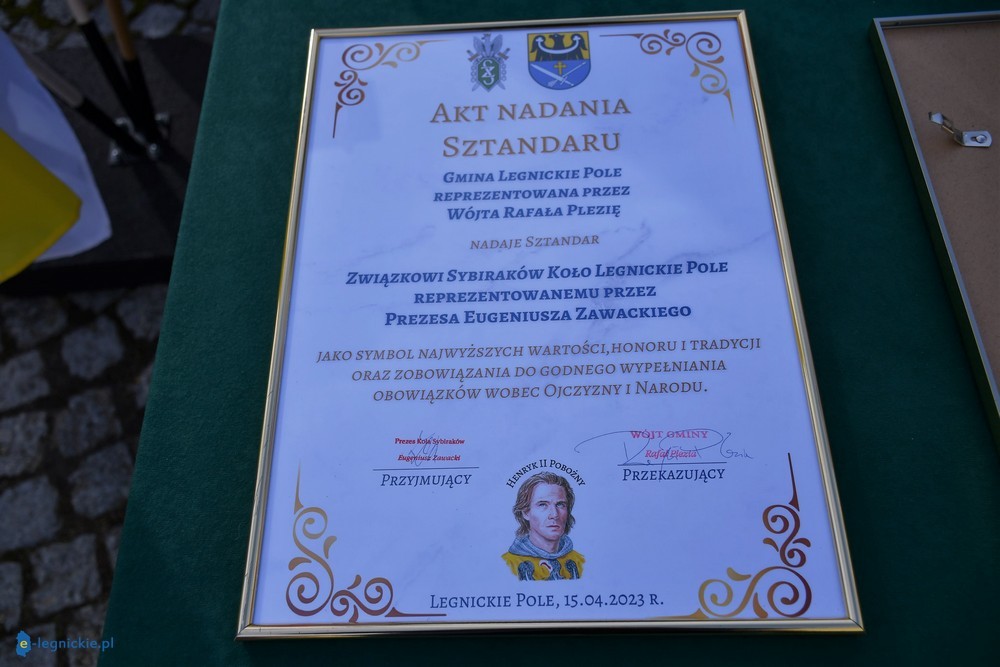 Akt nadania
Sztandaru
Gmina Legnickie Pole
reprezentowana przez
Wójta Rafała Plezię
nadaje Sztandar
Związkowi Sybiraków Koło Legnickie Pole
reprezentowanemu przez
Prezesa Eugeniusza Zawackiego
jako symbol najwyższych wartości,honoru i tradycji
oraz zobowiązania do godnego wypełniania
obowiązków wobec Ojczyzny i Narodu.
Prezes Koła Sybiraków
Eugeniusz Zawacki
Przyjmujący
WÓJT GMINY
Rafał Plezia
Przekazujący
Henryk II Pobożny
Legnickie Pole, 15.04.2023 r.
e-legnickie.pl